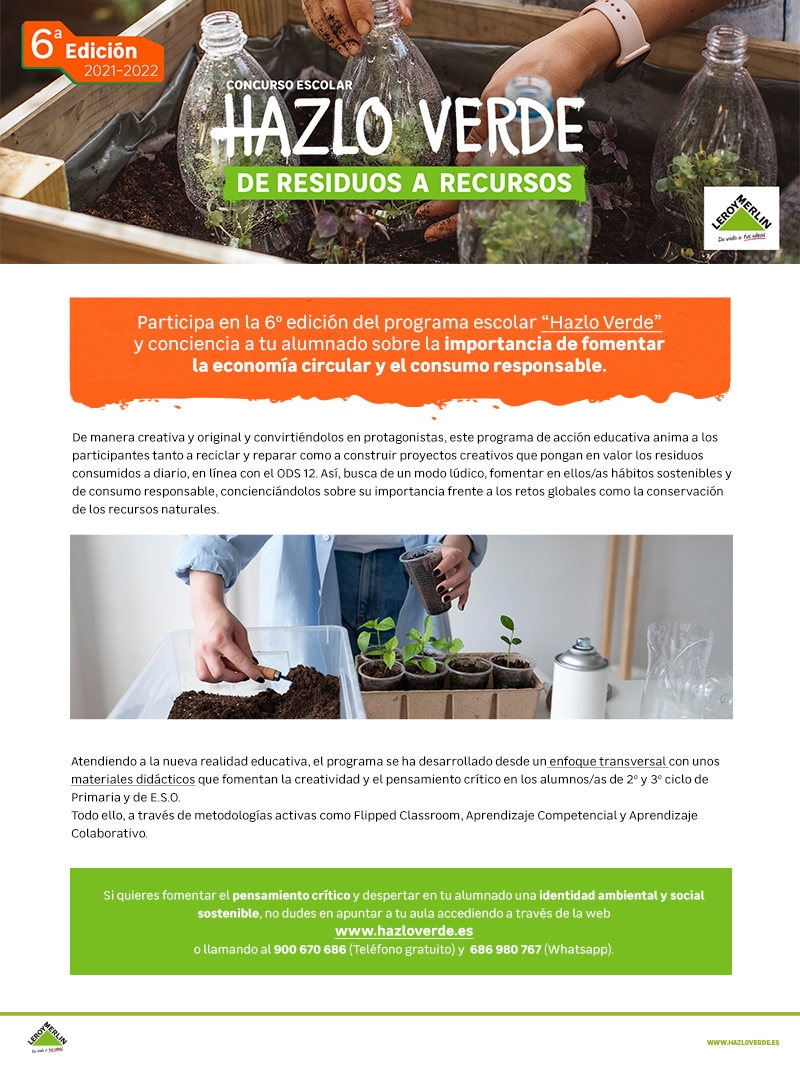 6ª Edición
2021-2022
CONCURSO ESCOLAR
HAZLO VERDE
DE RESIDUOS A RECURSOS
LEROY MERLIN
Da vida a tus ideas
Participa en la 6º edición del programa escolar “Hazlo Verde”
y conciencia a tu alumnado sobre la importancia de fomentar
la economía circular y el consumo responsable.
De manera creativa y original y convirtiéndolos en protagonistas, este programa de acción educativa anima a los
participantes tanto a reciclar y reparar como a construir proyectos creativos que pongan en valor los residuos
consumidos a diario, en línea con el ODS 12. Así, busca de un modo lúdico, fomentar en ellos/as hábitos sostenibles y
de consumo responsable, concienciándolos sobre su importancia frente a los retos globales como la conservación
de los recursos naturales.
Atendiendo a la nueva realidad educativa, el programa se ha desarrollado desde un enfoque transversal con unos
materiales didácticos que fomentan la creatividad y el pensamiento crítico en los alumnos/as de 2º y 3º ciclo de
Primaria y de E.S.O.
Todo ello, a través de metodologías activas como Flipped Classroom, Aprendizaje Competencial y Aprendizaje
Colaborativo.
Si quieres fomentar el pensamiento crítico y despertar en tu alumnado una identidad ambiental y social
sostenible, no dudes en apuntar a tu aula accediendo a través de la web
www.hazloverde.es
o llamando al 900 670 686 (Teléfono gratuito) y 686 980 767 (Whatsapp).
LEROY MERLIN
Da vida a tus ideas
WWW.HAZLOVERDE.ES